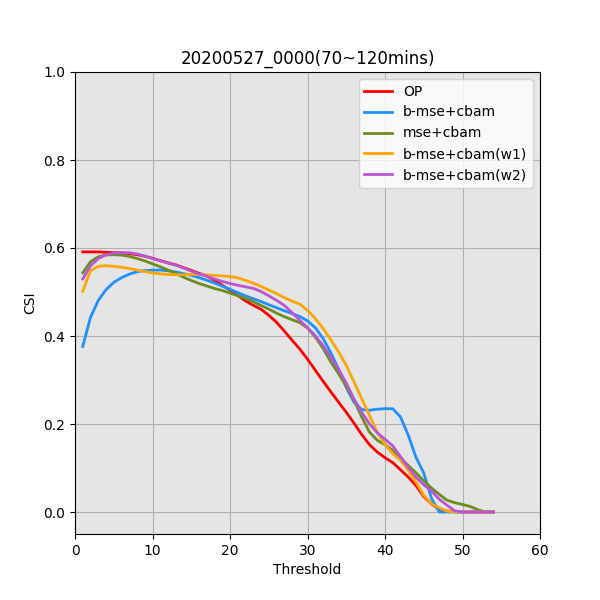 20200527_0000(70~120mins)
OP
b-mse+cbam
mse+cbam
b-mse+cbam(w1)
b-mse+cbam(w2)
1.0
0.8
0.6
0.4
0.2
0.0
CSI
0 10 20 30 40 50 60
Threshold